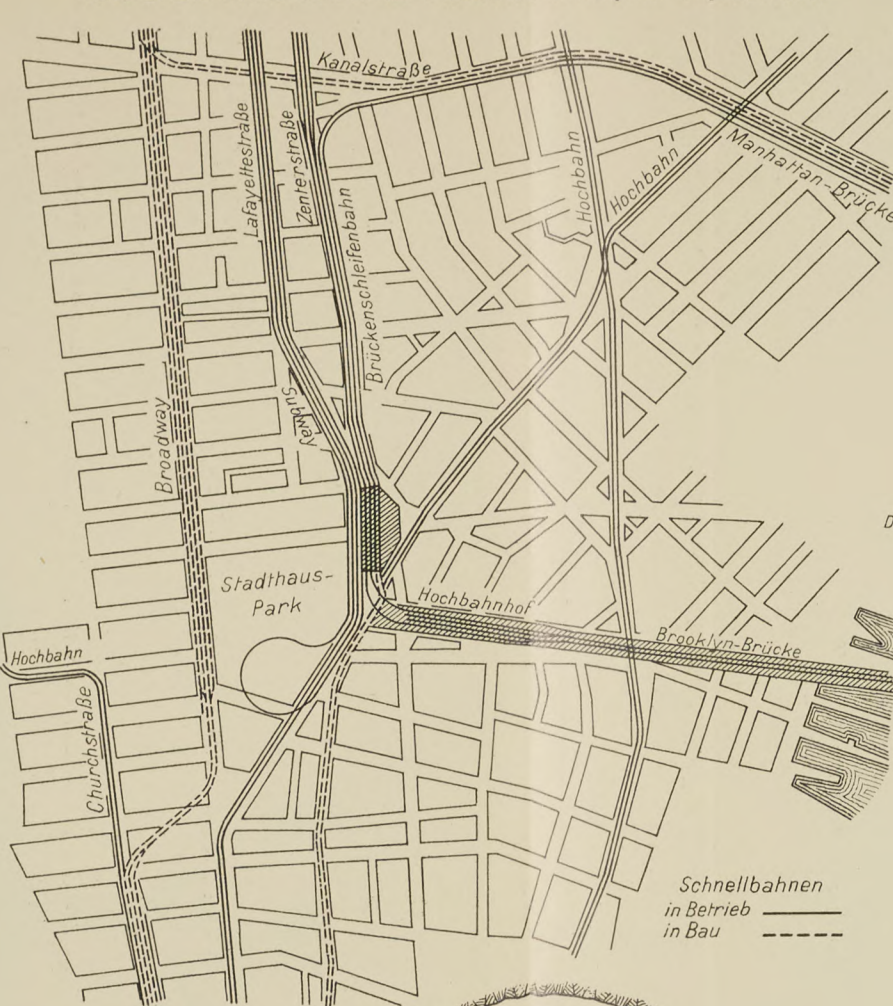 Kanalstraße
Lafayettestraße
Zenterstraße
Hochbahn
Hochbahn
Manhattan-Brücke
Brückenschleifenbahn
Subway
Broadway
Stadthaus-
Park
Hochbahnhof
Brooklyn-Brücke
Hochbahn
Churchstraße
D
Schnellbahnen
in Betrieb
in Bau